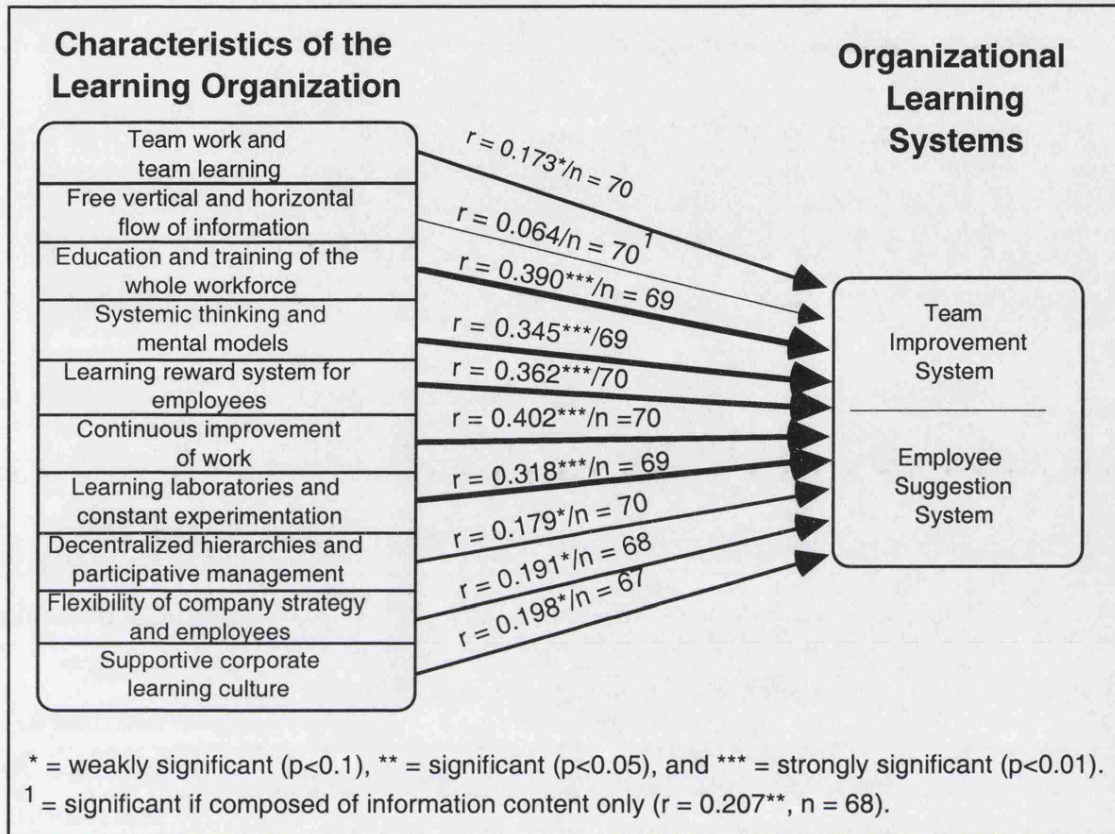 Characteristics of the
Learning Organization
Organizational
Learning
Systems
Team work and
team learning
Free vertical and horizontal
flow of information
Education and training of the
whole workforce
Systemic thinking and
mental models
Learning reward system for
employees
Continuous improvement
of work
Learning laboratories and
constant experimentation
Decentralized hierarchies and
participative management
Flexibility of company strategy
and employees
Supportive corporate
learning culture
r = 0.173*/n = 70
r = 0.064/n = 70¹
r = 0.390***/n = 69
r = 0.345***/69
r = 0.362***/70
r = 0.402***/n =70
r = 0.318***/n = 69
r = 0.179*/n = 70
r = 0.191*/n = 68
r = 0.198*/n = 67
Team
Improvement
System
Employee
Suggestion
System
* = weakly significant (p<0.1), ** = significant (p<0.05), and *** = strongly significant (p<0.01).
¹ = significant if composed of information content only (r = 0.207**, n = 68).